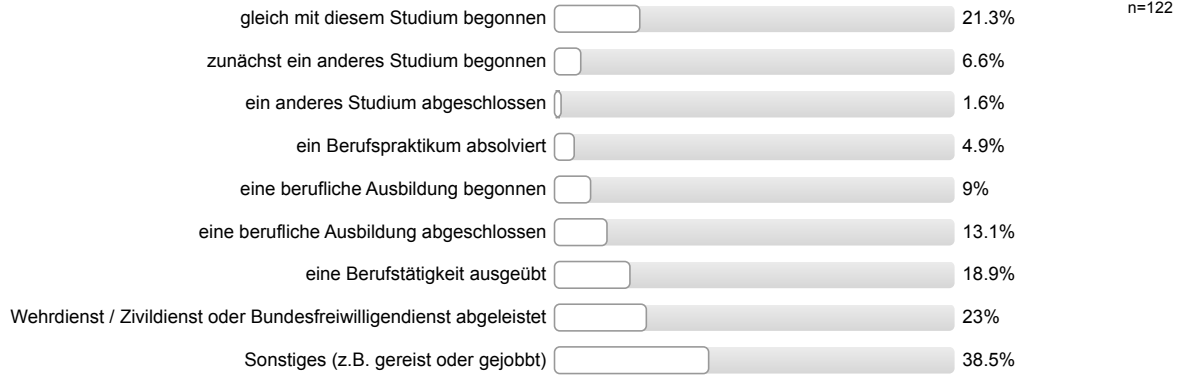 gleich mit diesem Studium begonnen 21.3% n=122
zunächst ein anderes Studium begonnen 6.6%
ein anderes Studium abgeschlossen 1.6%
ein Berufspraktikum absolviert 4.9%
eine berufliche Ausbildung begonnen 9%
eine berufliche Ausbildung abgeschlossen 13.1%
eine Berufstätigkeit ausgeübt 18.9%
Wehrdienst / Zivildienst oder Bundesfreiwilligendienst abgeleistet 23%
Sonstiges (z.B. gereist oder gejobbt) 38.5%